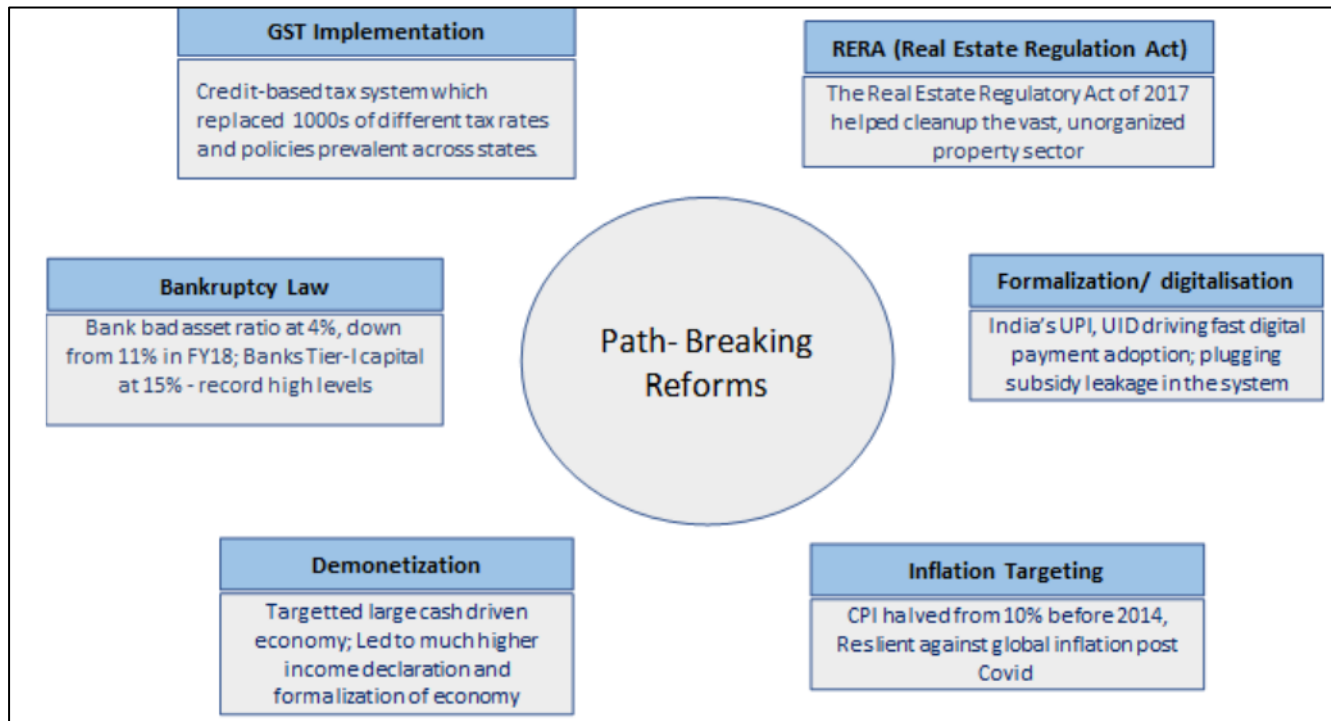 GST Implementation
Credit-based tax system which
replaced 1000s of different tax rates
and policies prevalent across states.
RERA (Real Estate Regulation Act)
The Real Estate Regulatory Act of 2017
helped cleanup the vast, unorganized
property sector
Bankruptcy Law
Bank bad asset ratio at 4%, down
from 11% in FY18; Banks Tier-I capital
at 15% - record high levels
Path- Breaking
Reforms
Formalization/ digitalisation
India's UPI, UID driving fast digital
payment adoption; plugging
subsidy leakage in the system
Demonetization
Targetted large cash driven
economy; Led to much higher
income declaration and
formalization of economy
Inflation Targeting
CPI halved from 10% before 2014,
Reslient against global inflation post
Covid